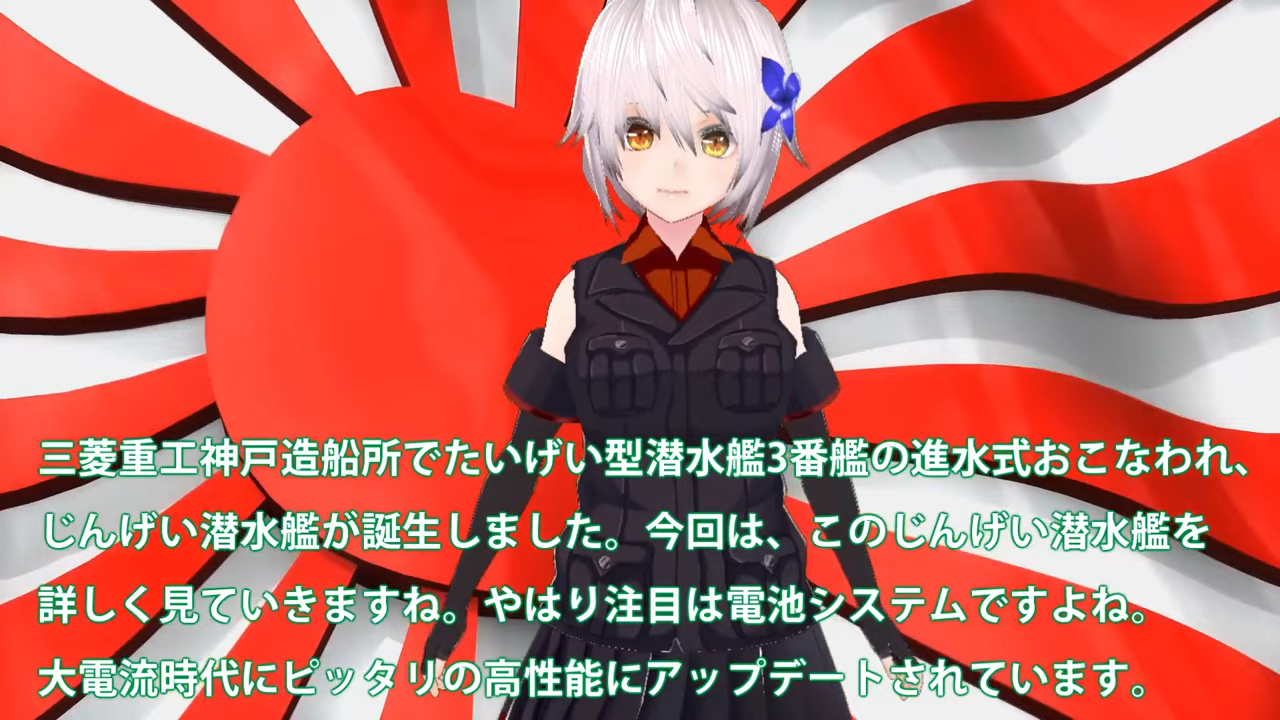 三菱重工神戸造船所でたいげい型潜水艦3番艦の進水式おこなわれ、
じんげい潜水艦が誕生しました。今回は、このじんげい潜水艦を
詳しく見ていきますね。やはり注目は電池システムですよね。
大電流時代にピッタリの高性能にアップデートされています。